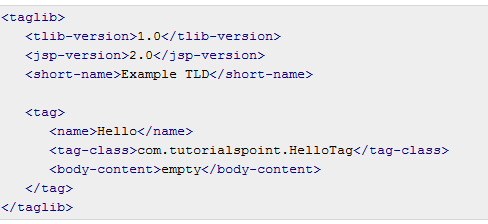 <taglib>
<tlib-version>1.0</tlib-version>
<jsp-version>2.0</jsp-version>
<short-name>Example TLD</short-name>
<tag>
<name>Hello</name>
<tag-class>com.tutorialspoint.HelloTag</tag-class>
<body-content>empty</body-content>
</tag>
</taglib>